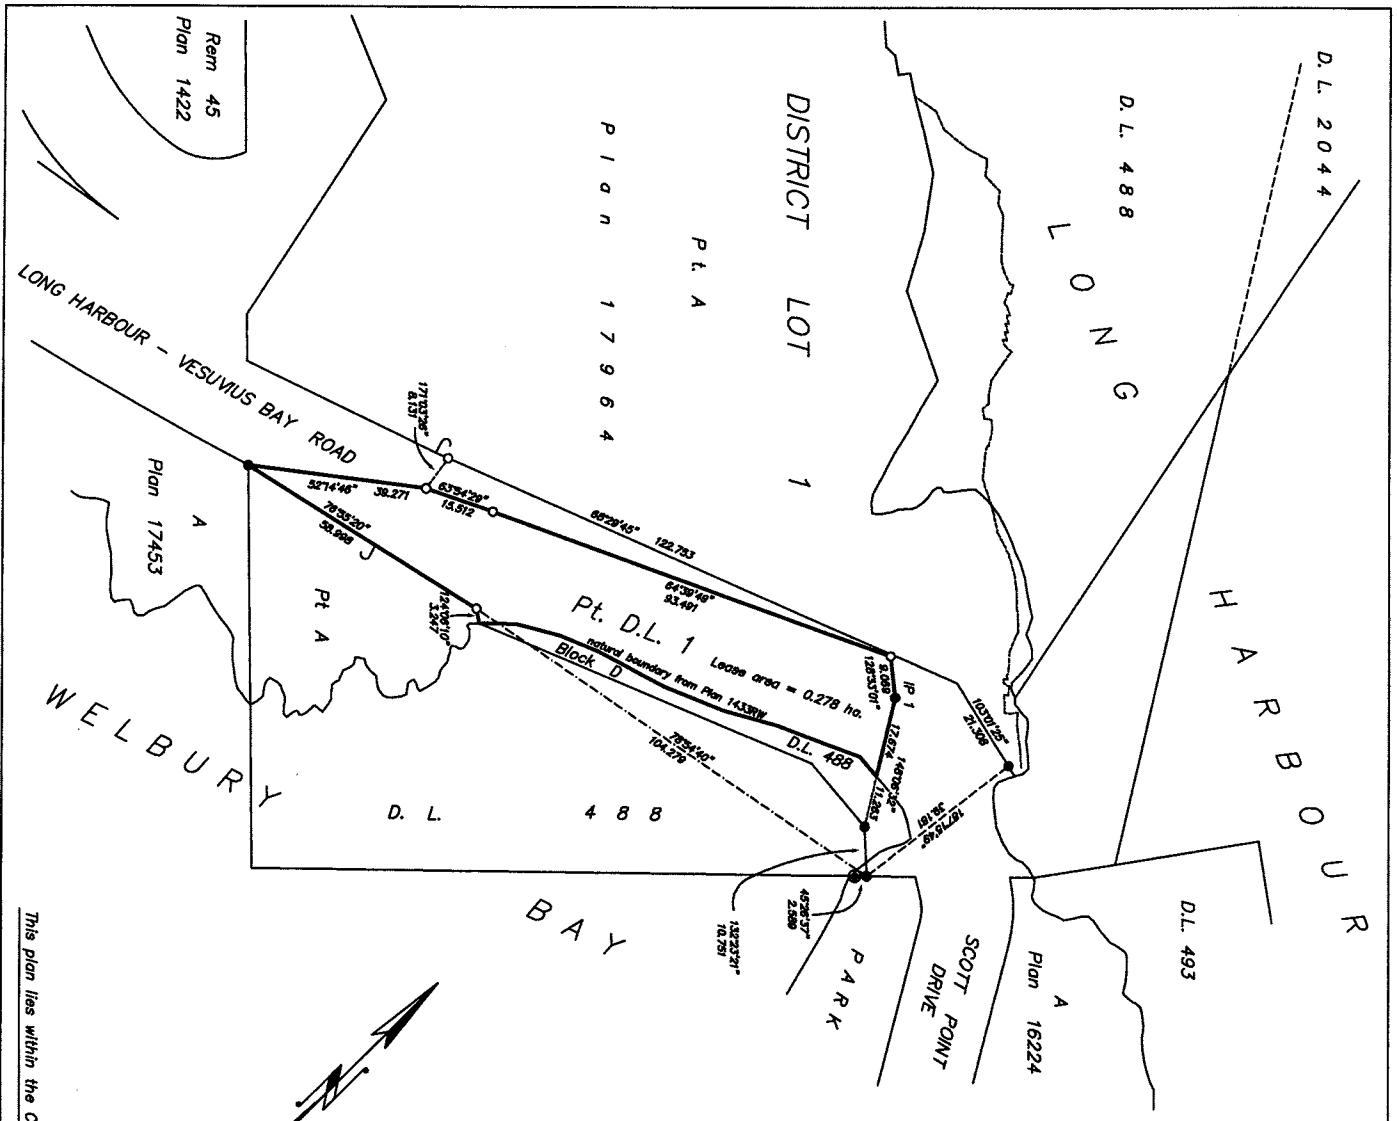 Rem 45
Plan 1422
D. L. 2044
D. L. 488
DISTRICT LOT 1
Plan 17964
Pt. A
LONG HARBOUR
LONG HARBOUR - VESUVIUS BAY ROAD
171°03'26"
8.131
52°14'46" 39.271
63°54'29"
15.512
68°29'45" 122.753
64°39'49"
93.491
76°55'20"
58.998
124°06'10"
3.247
Pt. D.L. 1
Lease area = 0.278 ha.
natural boundary from Plan 1433RW
Block D
D.L. 488
IP 1
9.069
128°53'01"
17.674
148°06'32"
11.263
103°01'25"
21.308
39.181
76°54'40"
104.279
45°26'37"
2.589
132°23'21"
10.751
A
Plan 17453
Pt A
D. L. 488
WELBURY BAY
PARK
SCOTT POINT
DRIVE
A
Plan 16224
D.L. 493
This plan lies within the